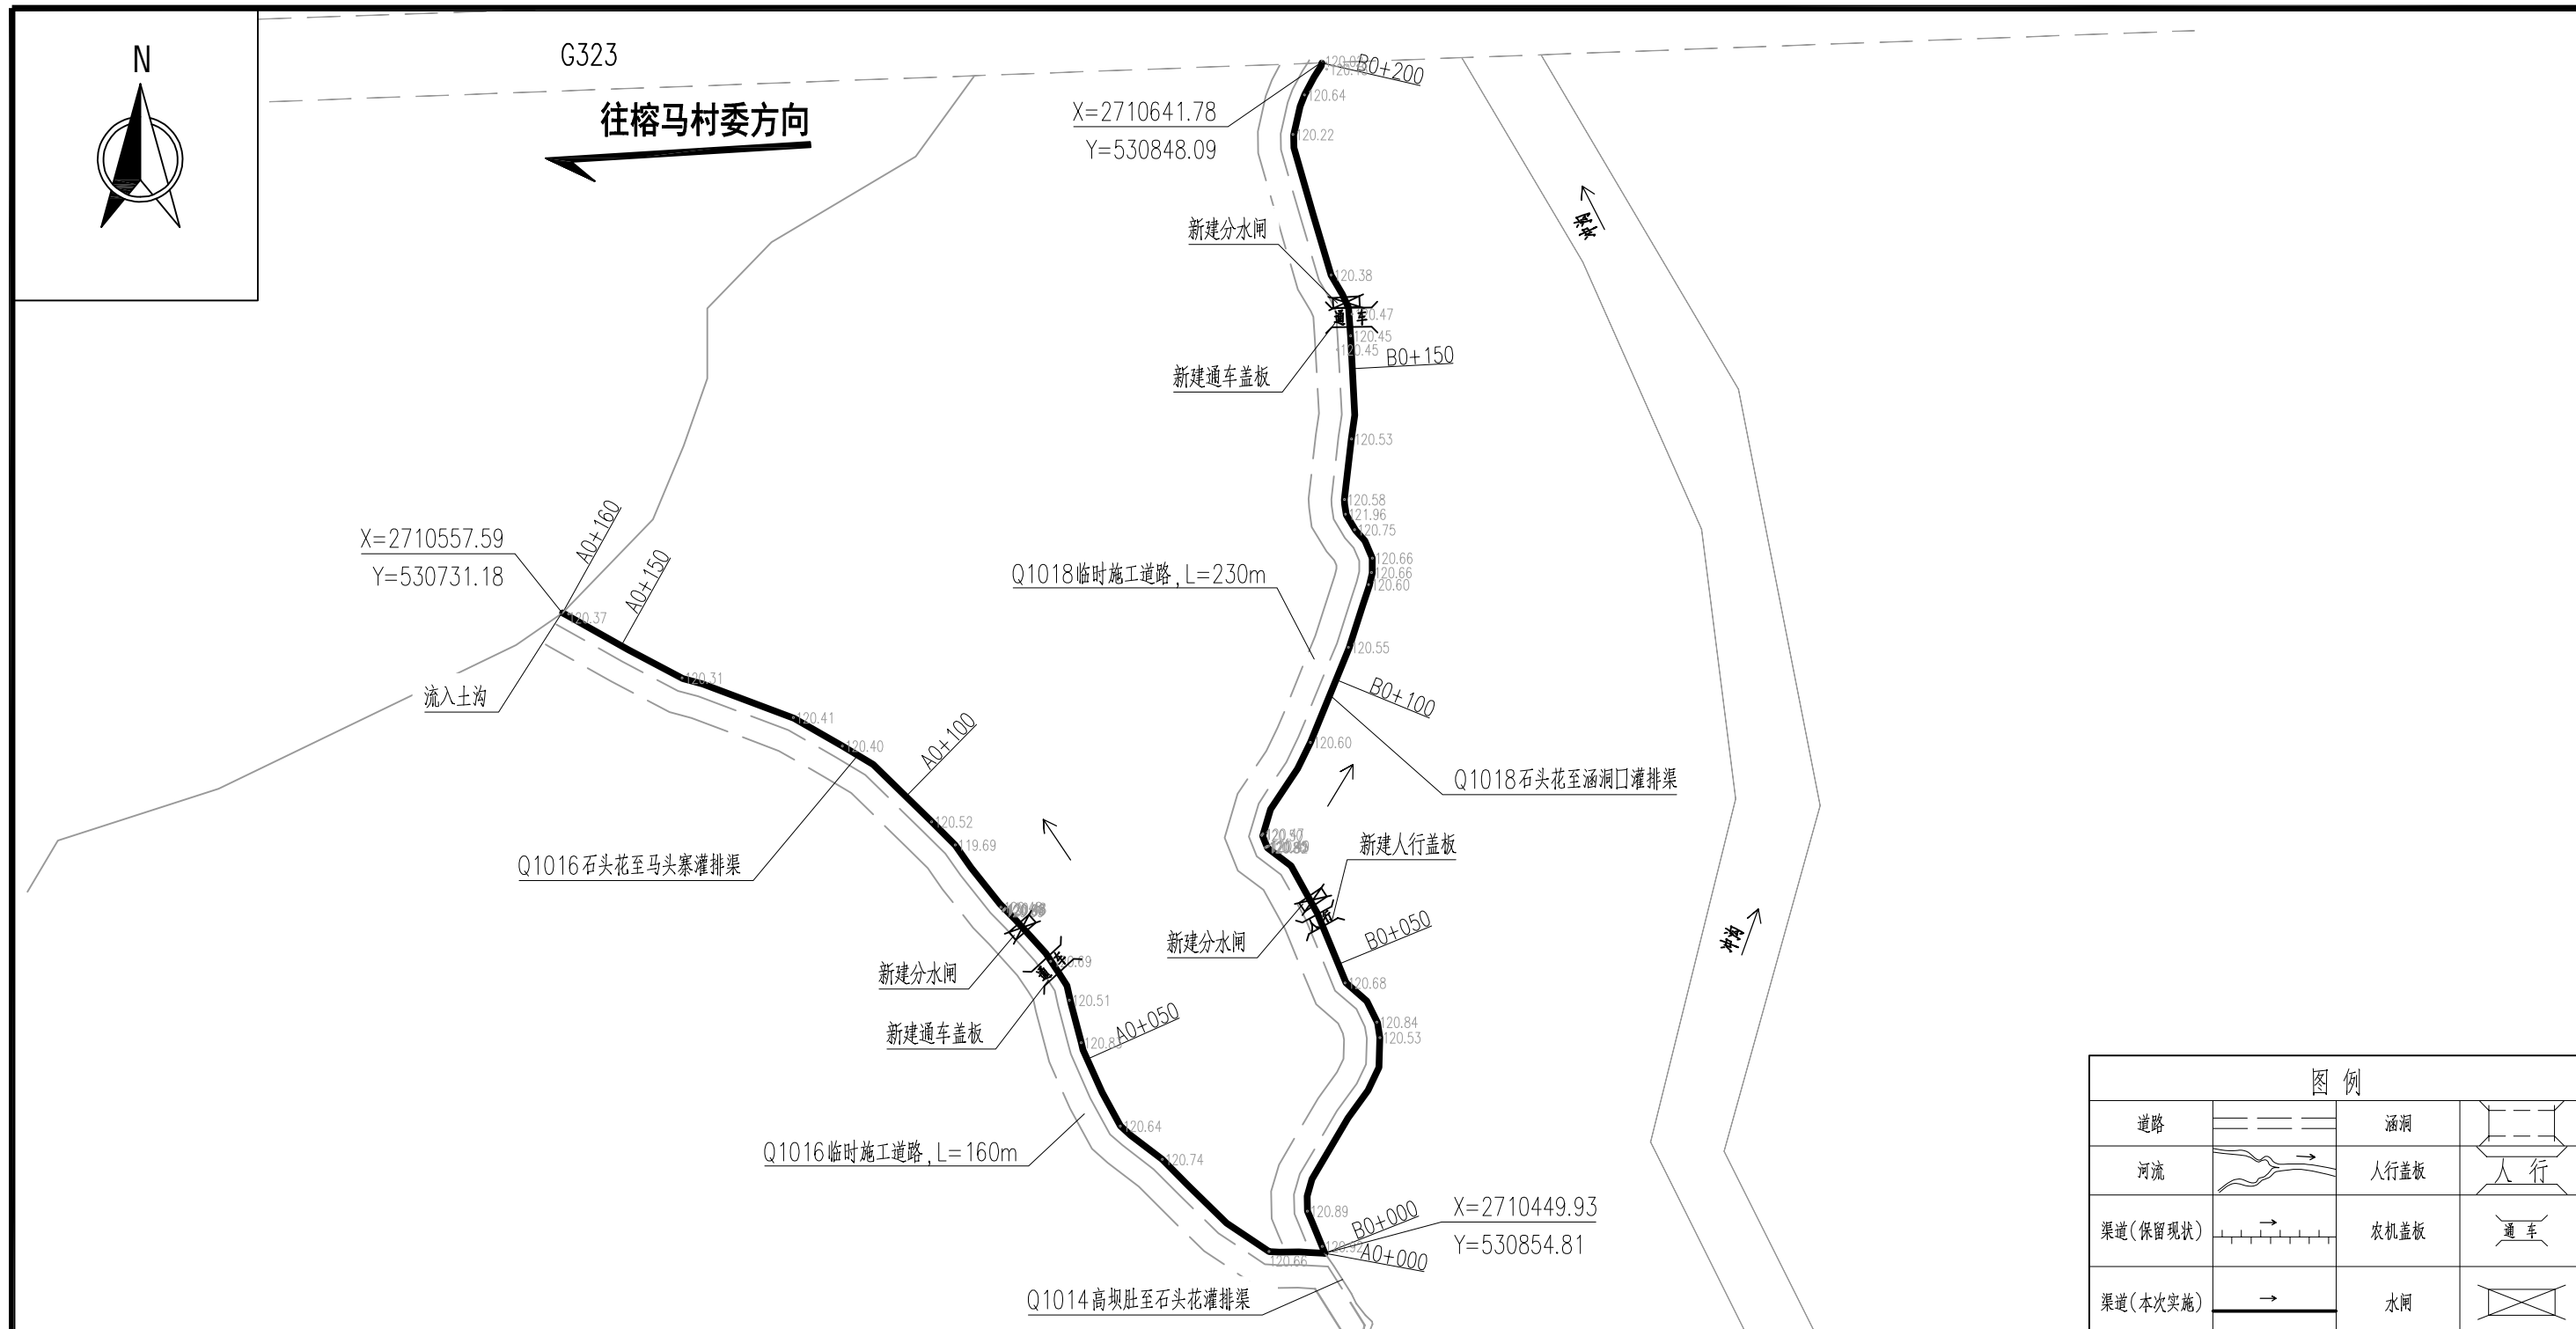 N
G323
往榕马村委方向
B0+200
120.64
X=2710641.78
Y=530848.09
120.22
冲沟
新建分水闸
120.38
通车
120.45
120.45
B0+150
新建通车盖板
120.53
120.58
121.96
120.75
120.66
120.66
120.60
X=2710557.59
Y=530731.18
A0+160
A0+150
Q1018临时施工道路,L=230m
120.37
120.31
120.55
流入土沟
B0+100
120.41
120.40
A0+100
120.60
Q1018石头花至涵洞口灌排渠
120.52
119.69
Q1016石头花至马头寨灌排渠
新建人行盖板
B0+050
冲沟
新建分水闸
新建分水闸
120.68
120.51
新建通车盖板
A0+050
120.83
120.84
120.53
120.64
Q1016临时施工道路,L=160m
120.74
120.89
B0+000
X=2710449.93
Y=530854.81
120.92
A0+000
120.66
Q1014高坝肚至石头花灌排渠
图例
道路 涵洞
河流 人行盖板 人行
渠道(保留现状) 农机盖板 通车
渠道(本次实施) 水闸